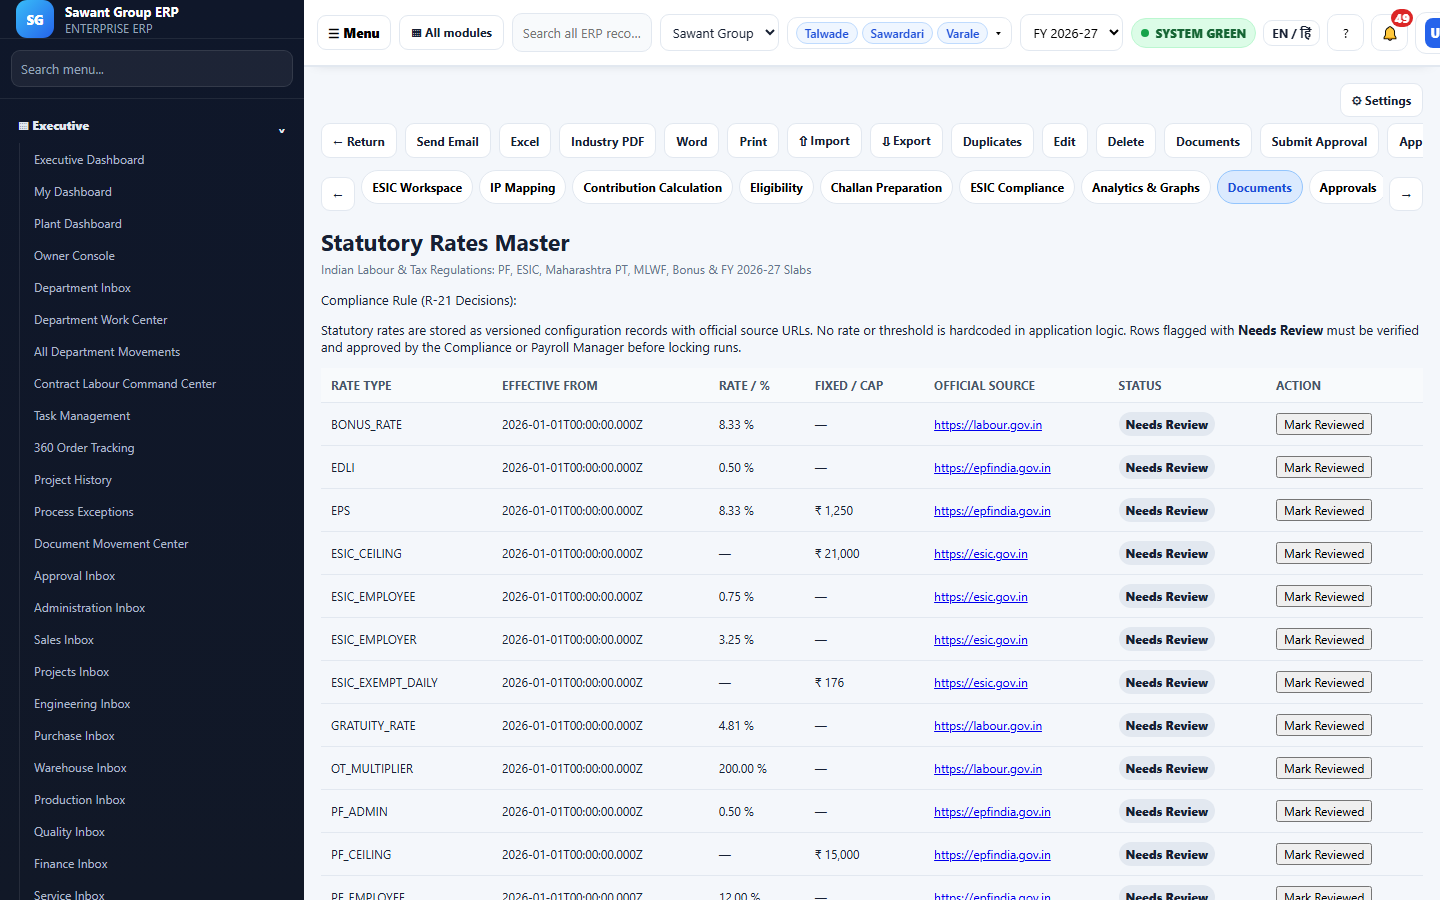 SG
Sawant Group ERP
ENTERPRISE ERP
☰ Menu
All modules
Search all ERP reco...
Sawant Group
Talwade
Sawardari
Varale
FY 2026-27
SYSTEM GREEN
EN / हिं
?
49
U
Search menu...
Executive
Executive Dashboard
My Dashboard
Plant Dashboard
Owner Console
Department Inbox
Department Work Center
All Department Movements
Contract Labour Command Center
Task Management
360 Order Tracking
Project History
Process Exceptions
Document Movement Center
Approval Inbox
Administration Inbox
Sales Inbox
Projects Inbox
Engineering Inbox
Purchase Inbox
Warehouse Inbox
Production Inbox
Quality Inbox
Finance Inbox
Service Inbox
⚙ Settings
← Return
Send Email
Excel
Industry PDF
Word
Print
⇧ Import
⇩ Export
Duplicates
Edit
Delete
Documents
Submit Approval
App
←
ESIC Workspace
IP Mapping
Contribution Calculation
Eligibility
Challan Preparation
ESIC Compliance
Analytics & Graphs
Documents
Approvals
→
Statutory Rates Master
Indian Labour & Tax Regulations: PF, ESIC, Maharashtra PT, MLWF, Bonus & FY 2026-27 Slabs
Compliance Rule (R-21 Decisions):
Statutory rates are stored as versioned configuration records with official source URLs. No rate or threshold is hardcoded in application logic. Rows flagged with Needs Review must be verified
and approved by the Compliance or Payroll Manager before locking runs.
RATE TYPE EFFECTIVE FROM RATE / % FIXED / CAP OFFICIAL SOURCE STATUS ACTION
BONUS_RATE 2026-01-01T00:00:00.000Z 8.33 % — https://labour.gov.in Needs Review Mark Reviewed
EDLI 2026-01-01T00:00:00.000Z 0.50 % — https://epfindia.gov.in Needs Review Mark Reviewed
EPS 2026-01-01T00:00:00.000Z 8.33 % ₹ 1,250 https://epfindia.gov.in Needs Review Mark Reviewed
ESIC_CEILING 2026-01-01T00:00:00.000Z — ₹ 21,000 https://esic.gov.in Needs Review Mark Reviewed
ESIC_EMPLOYEE 2026-01-01T00:00:00.000Z 0.75 % — https://esic.gov.in Needs Review Mark Reviewed
ESIC_EMPLOYER 2026-01-01T00:00:00.000Z 3.25 % — https://esic.gov.in Needs Review Mark Reviewed
ESIC_EXEMPT_DAILY 2026-01-01T00:00:00.000Z — ₹ 176 https://esic.gov.in Needs Review Mark Reviewed
GRATUITY_RATE 2026-01-01T00:00:00.000Z 4.81 % — https://labour.gov.in Needs Review Mark Reviewed
OT_MULTIPLIER 2026-01-01T00:00:00.000Z 200.00 % — https://labour.gov.in Needs Review Mark Reviewed
PF_ADMIN 2026-01-01T00:00:00.000Z 0.50 % — https://epfindia.gov.in Needs Review Mark Reviewed
PF_CEILING 2026-01-01T00:00:00.000Z — ₹ 15,000 https://epfindia.gov.in Needs Review Mark Reviewed
PF_EMPLOYEE 2026-01-01T00:00:00.000Z 12.00 % — https://epfindia.gov.in Needs Review Mark Reviewed